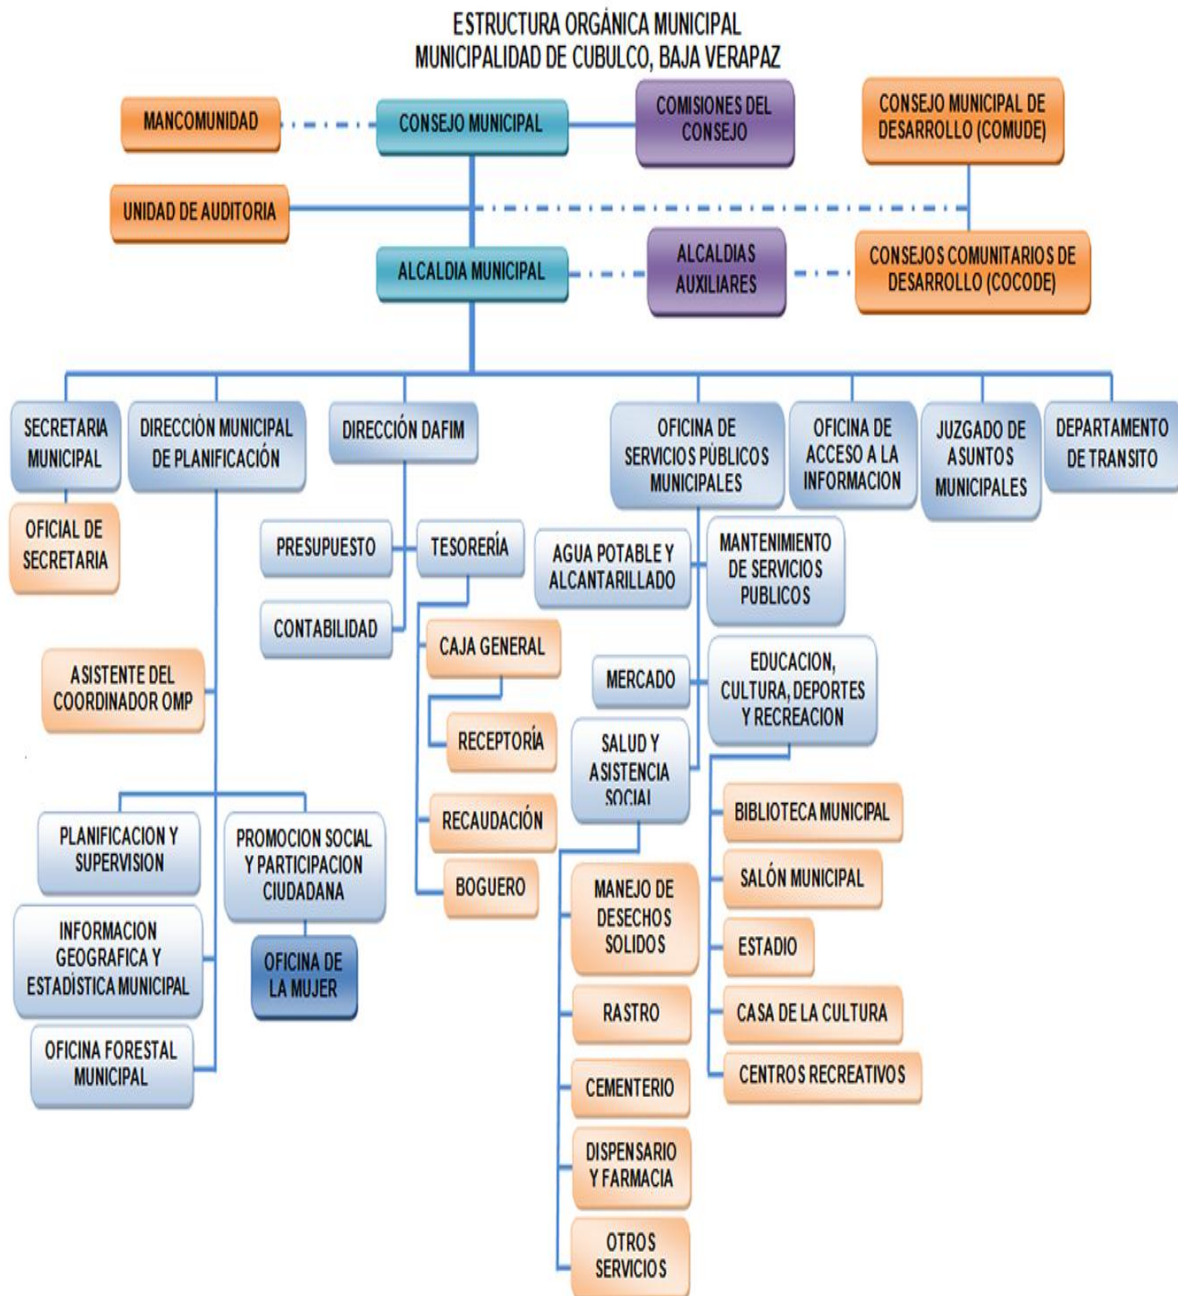 ESTRUCTURA ORGÁNICA MUNICIPAL
MUNICIPALIDAD DE CUBULCO, BAJA VERAPAZ
MANCOMUNIDAD
CONSEJO MUNICIPAL
COMISIONES DEL
CONSEJO
CONSEJO MUNICIPAL DE
DESARROLLO (COMUDE)
UNIDAD DE AUDITORIA
ALCALDIA MUNICIPAL
ALCALDIAS
AUXILIARES
CONSEJOS COMUNITARIOS DE
DESARROLLO (COCODE)
SECRETARIA
MUNICIPAL
DIRECCIÓN MUNICIPAL
DE PLANIFICACIÓN
DIRECCIÓN DAFIM
OFICINA DE
SERVICIOS PÙBLICOS
MUNICIPALES
OFICINA DE
ACCESO A LA
INFORMACION
JUZGADO DE
ASUNTOS
MUNICIPALES
DEPARTAMENTO
DE TRANSITO
OFICIAL DE
SECRETARIA
PRESUPUESTO
TESORERÍA
CONTABILIDAD
AGUA POTABLE Y
ALCANTARILLADO
MANTENIMIENTO
DE SERVICIOS
PUBLICOS
CAJA GENERAL
ASISTENTE DEL
COORDINADOR OMP
MERCADO
EDUCACION,
CULTURA, DEPORTES
Y RECREACION
RECEPTORÍA
SALUD Y
ASISTENCIA
SOCIAL
PLANIFICACION Y
SUPERVISION
PROMOCION SOCIAL
Y PARTICIPACION
CIUDADANA
RECAUDACIÓN
BOGUERO
BIBLIOTECA MUNICIPAL
SALÓN MUNICIPAL
MANEJO DE
DESECHOS
SOLIDOS
INFORMACION
GEOGRAFICA Y
ESTADÍSTICA MUNICIPAL
OFICINA DE
LA MUJER
ESTADIO
RASTRO
CASA DE LA CULTURA
OFICINA FORESTAL
MUNICIPAL
CEMENTERIO
CENTROS RECREATIVOS
DISPENSARIO
Y FARMACIA
OTROS
SERVICIOS